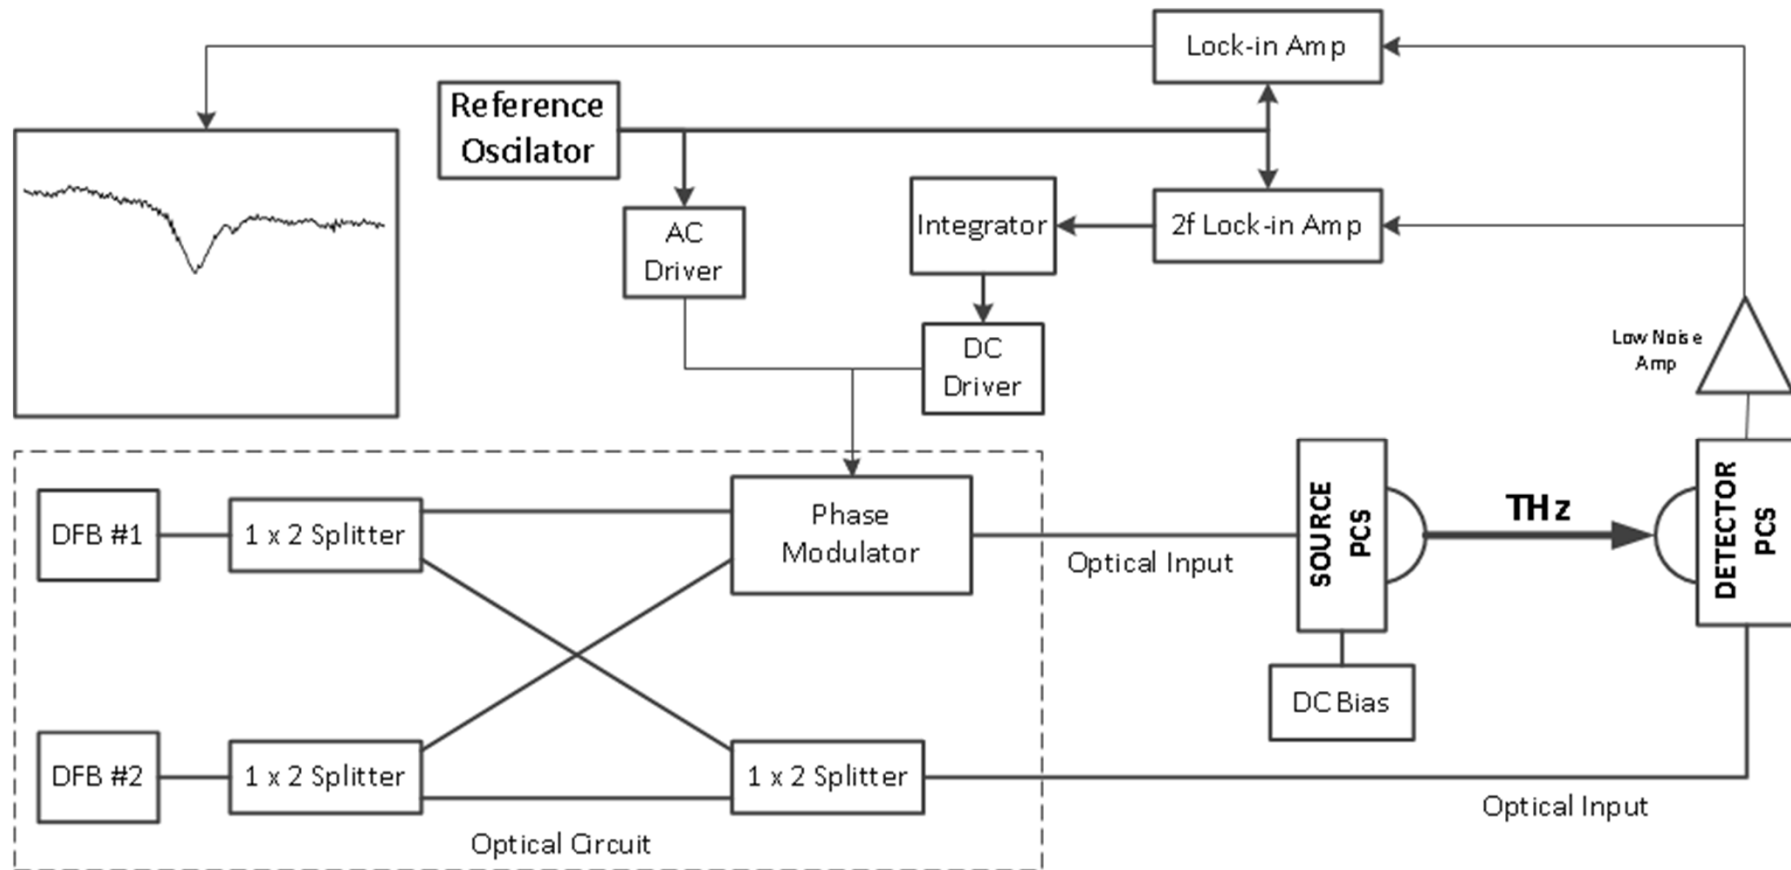 Lock-in Amp
Reference
Oscilator
AC
Driver
Integrator
2f Lock-in Amp
DC
Driver
Low Noise
Amp
DFB #1
1 x 2 Splitter
Phase
Modulator
Optical Input
SOURCE
PCS
THz
DETECTOR
PCS
DC Bias
DFB #2
1 x 2 Splitter
1 x 2 Splitter
Optical Input
Optical Circuit